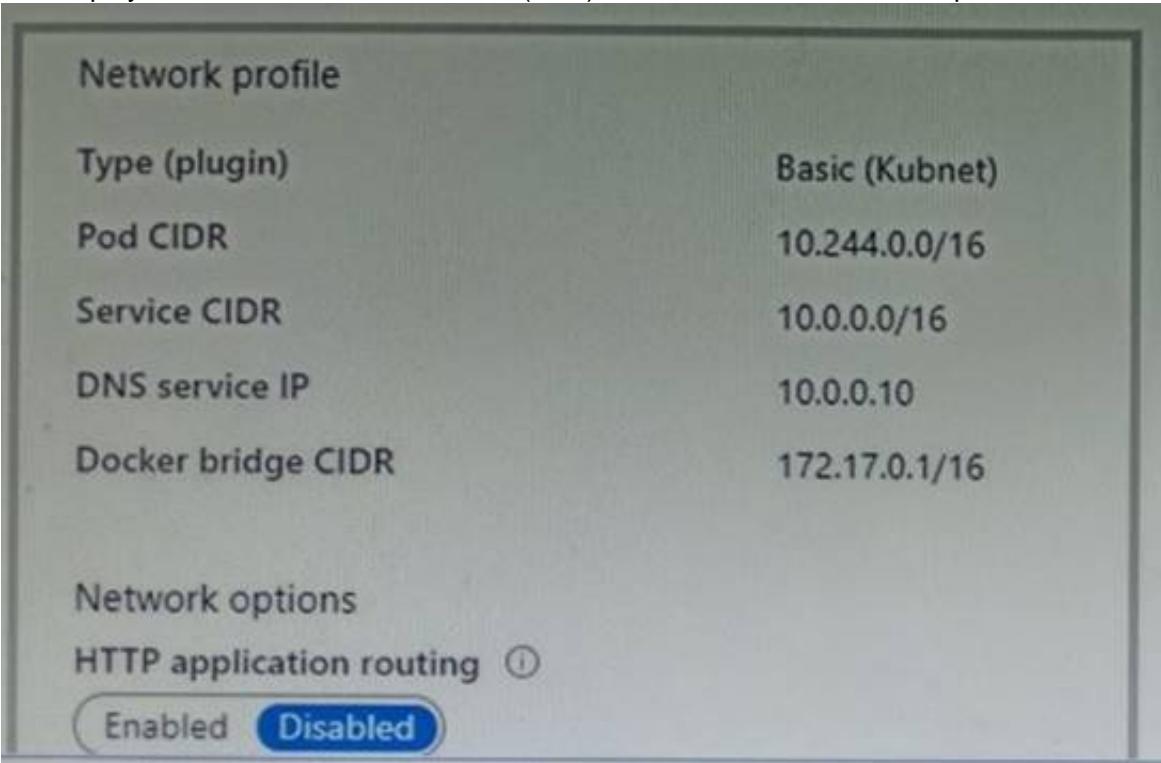 Network profile
Type (plugin) Basic (Kubnet)
Pod CIDR 10.244.0.0/16
Service CIDR 10.0.0.0/16
DNS service IP 10.0.0.10
Docker bridge CIDR 172.17.0.1/16
Network options
HTTP application routing
Enabled Disabled